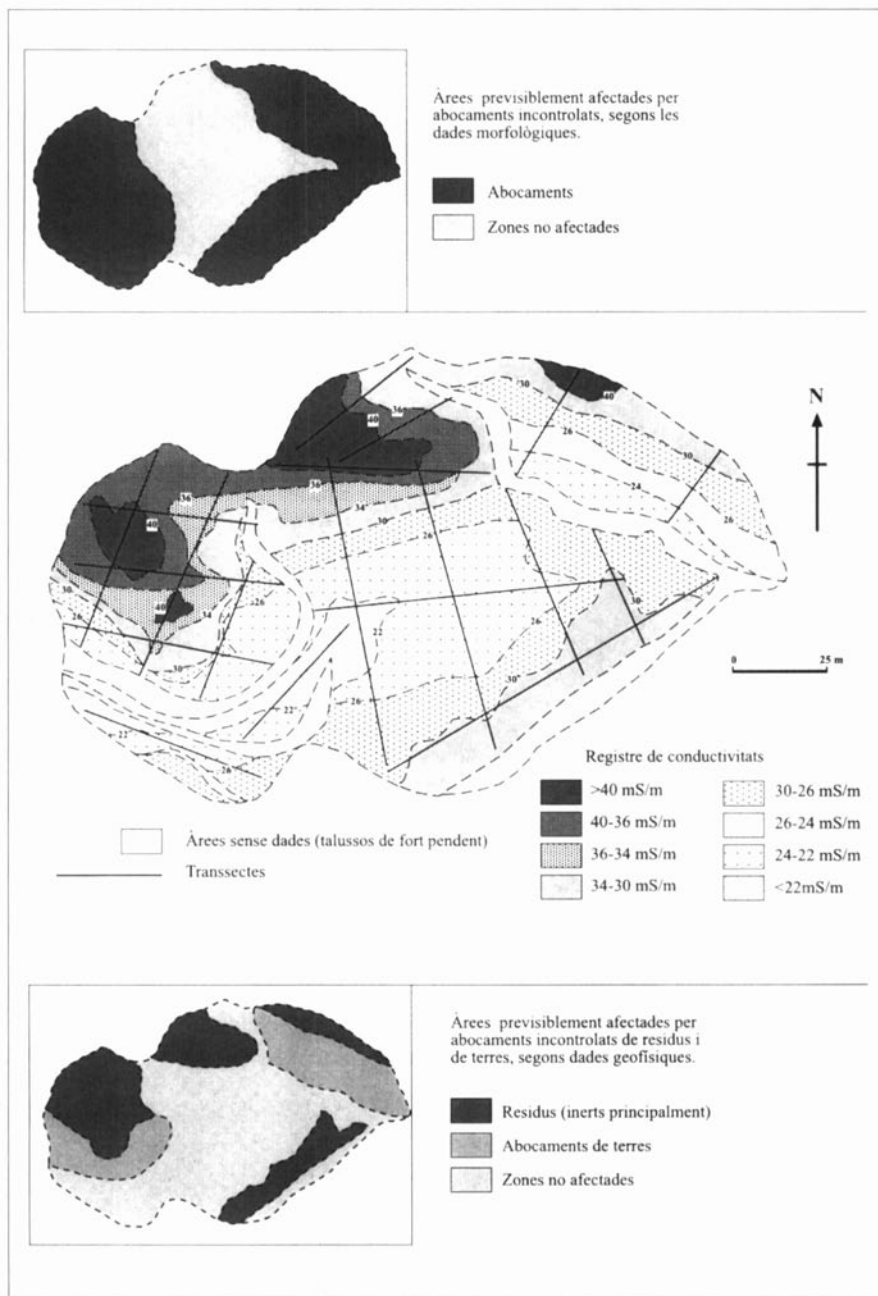 Àrees previsiblement afectades per
abocaments incontrolats, segons les
dades morfològiques.
Abocaments
Zones no afectades
N
30
40
36
40
26
30
36
36
24
34
40
30
26
26
30
34
40
26
26
22
26
30
30
30
22
26
22
26
0 25 m
Registre de conductivitats
>40 mS/m
30-26 mS/m
40-36 mS/m
26-24 mS/m
36-34 mS/m
24-22 mS/m
34-30 mS/m
<22mS/m
Àrees sense dades (talussos de fort pendent)
Transsectes
Àrees previsiblement afectades per
abocaments incontrolats de residus i
de terres, segons dades geofísiques.
Residus (inerts principalment)
Abocaments de terres
Zones no afectades